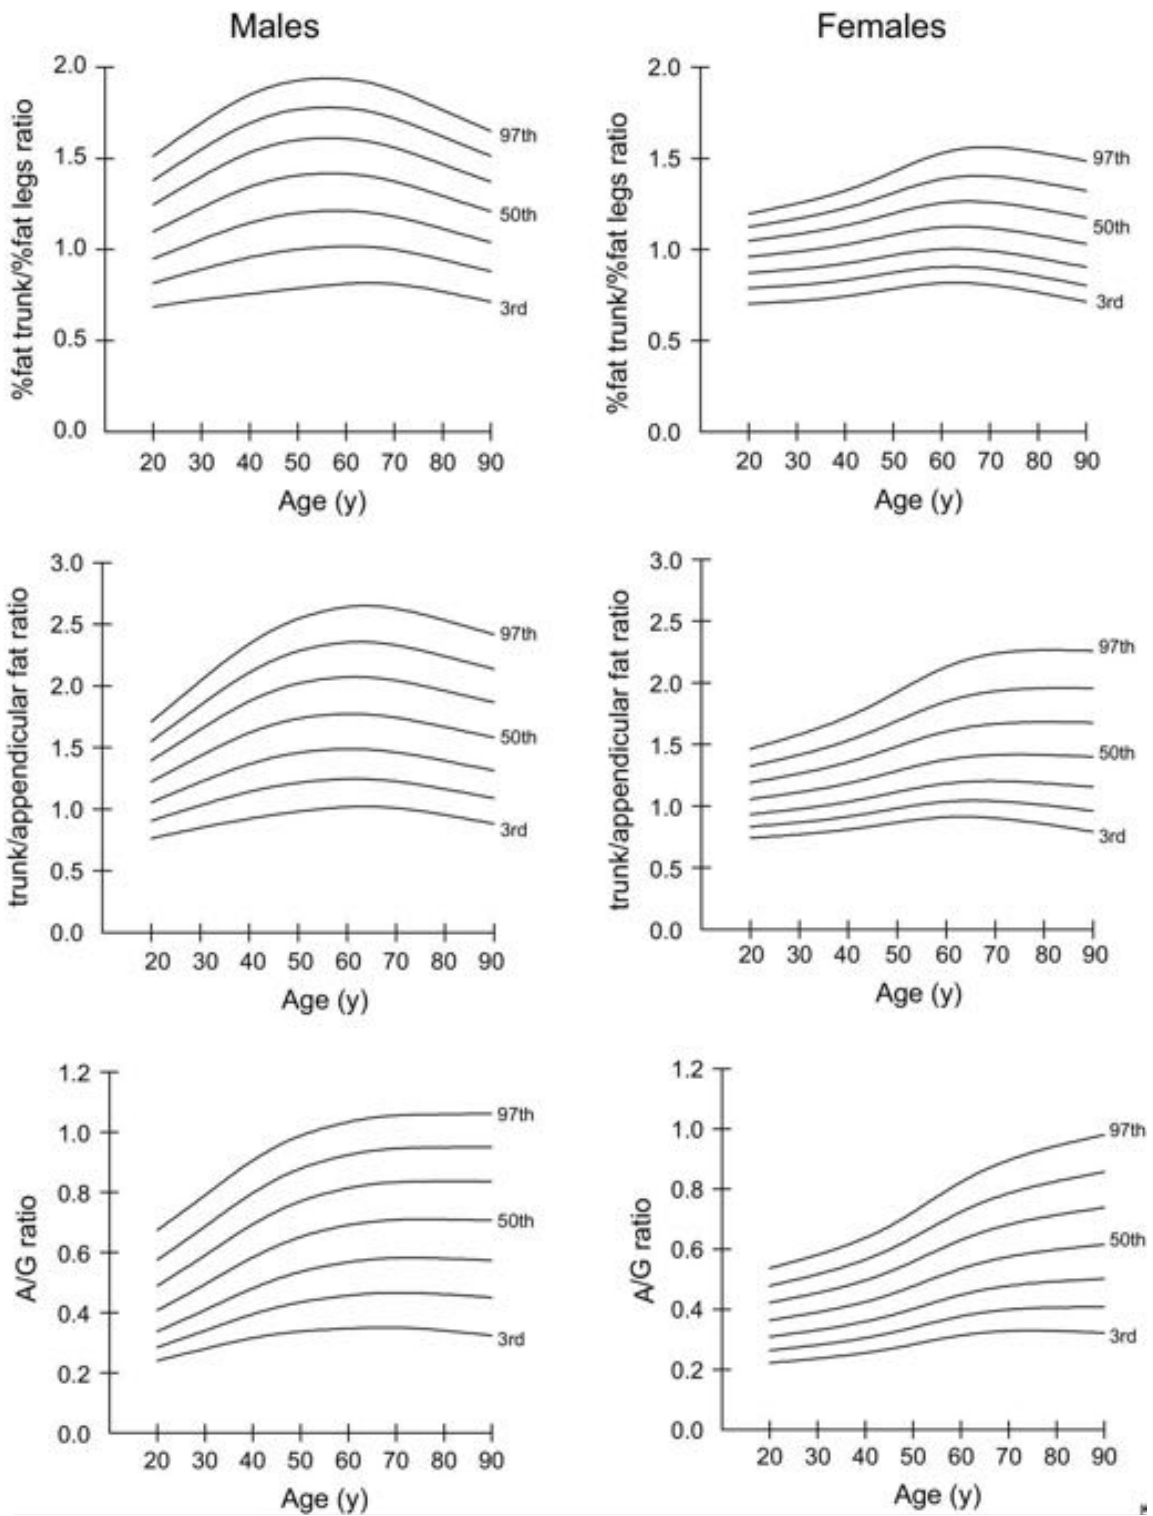 Males
Females
%fat trunk/%fat legs ratio
2.0
1.5
1.0
0.5
0.0
97th
50th
3rd
20 30 40 50 60 70 80 90
Age (y)
%fat trunk/%fat legs ratio
2.0
1.5
1.0
0.5
0.0
97th
50th
3rd
20 30 40 50 60 70 80 90
Age (y)
trunk/appendicular fat ratio
3.0
2.5
2.0
1.5
1.0
0.5
0.0
97th
50th
3rd
20 30 40 50 60 70 80 90
Age (y)
trunk/appendicular fat ratio
3.0
2.5
2.0
1.5
1.0
0.5
0.0
97th
50th
3rd
20 30 40 50 60 70 80 90
Age (y)
A/G ratio
1.2
1.0
0.8
0.6
0.4
0.2
0.0
97th
50th
3rd
20 30 40 50 60 70 80 90
Age (y)
A/G ratio
1.2
1.0
0.8
0.6
0.4
0.2
0.0
97th
50th
3rd
20 30 40 50 60 70 80 90
Age (y)